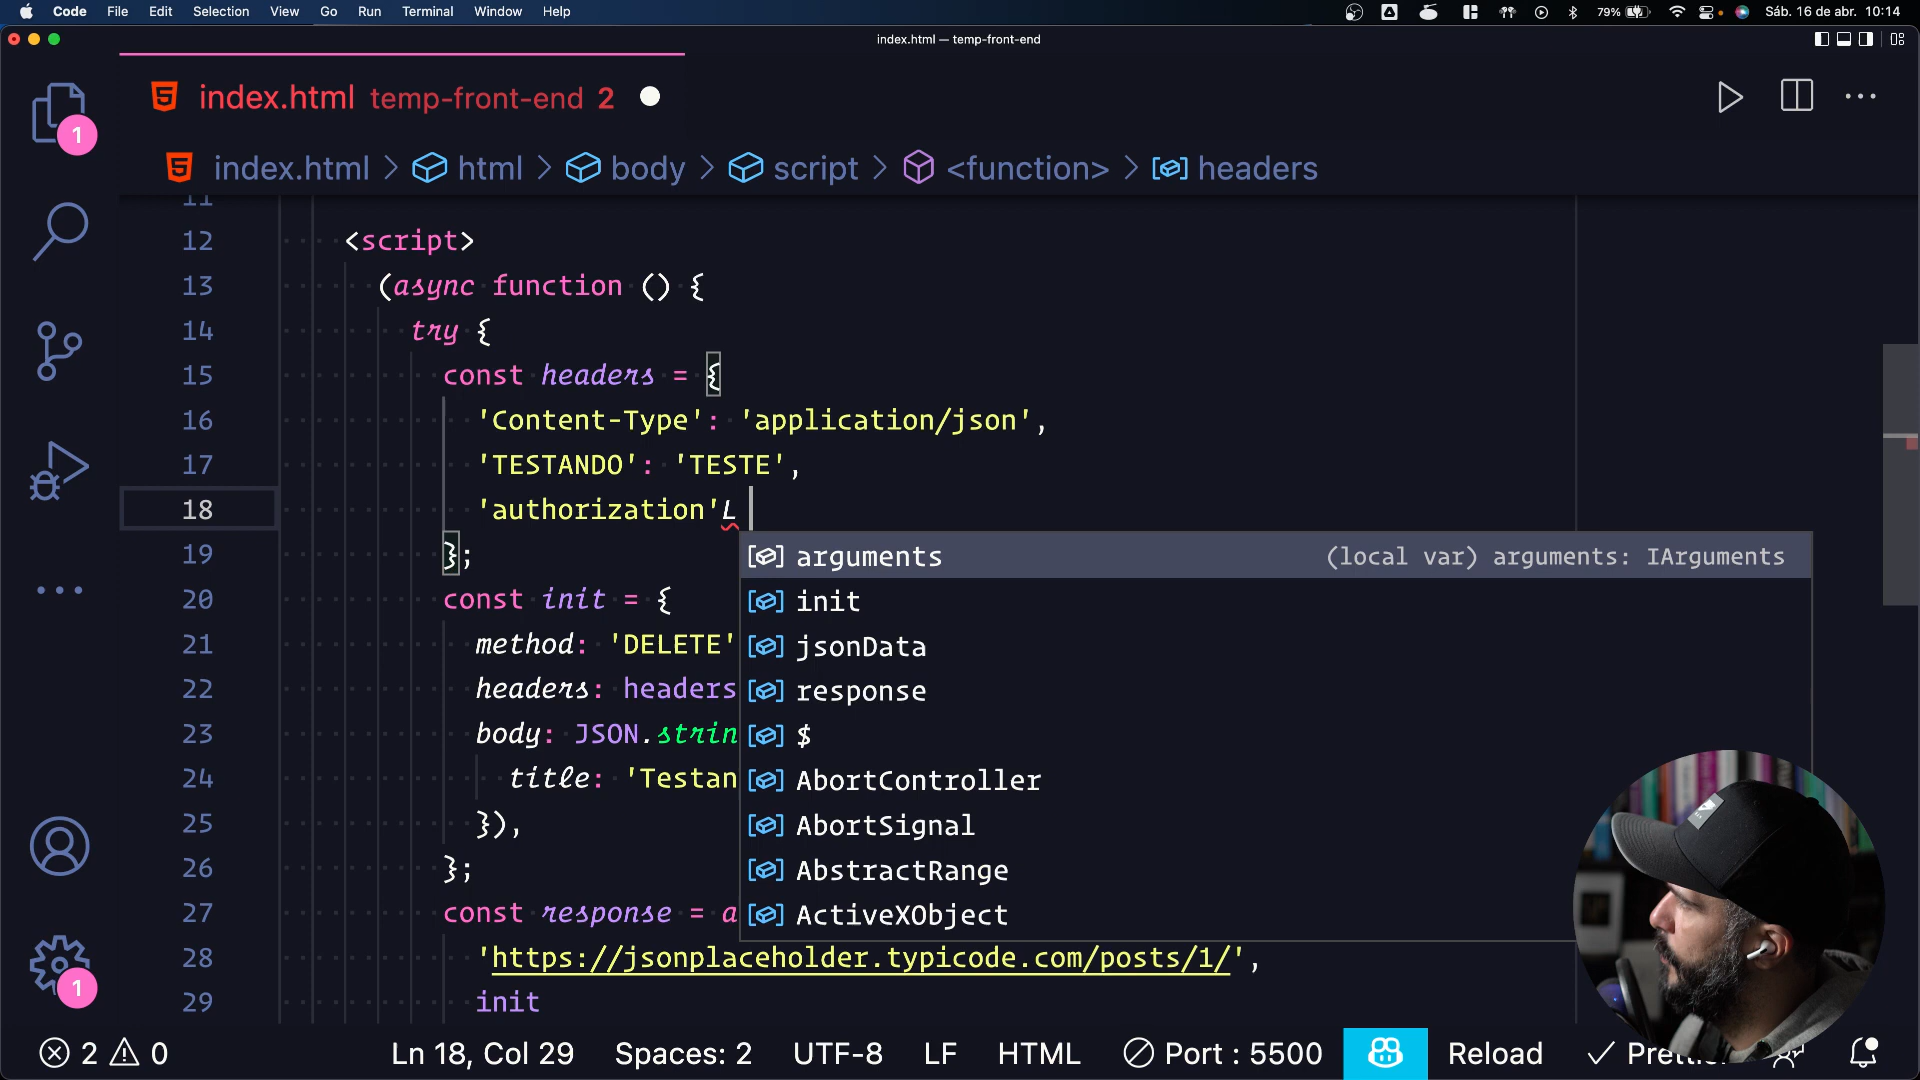 Code File Edit Selection View Go Run Terminal Window Help 79% Sáb. 16 de abr. 10:14
index.html — temp-front-end
index.html temp-front-end 2
index.html > html > body > script > <function> > headers
1
11
12 <script>
13 (async function () {
14 try {
15 const headers = {
16 'Content-Type': 'application/json',
17 'TESTANDO': 'TESTE',
18 'authorization'L
19 };
arguments (local var) arguments: IArguments
20 const init = {
init
21 method: 'DELETE'
jsonData
22 headers: headers
response
23 body: JSON.strin
$
24 title: 'Testan
AbortController
25 }),
AbortSignal
26 };
AbstractRange
27 const response = a
ActiveXObject
28 'https://jsonplaceholder.typicode.com/posts/1/',
29 init
1
2 0 Ln 18, Col 29 Spaces: 2 UTF-8 LF HTML Port : 5500 Reload